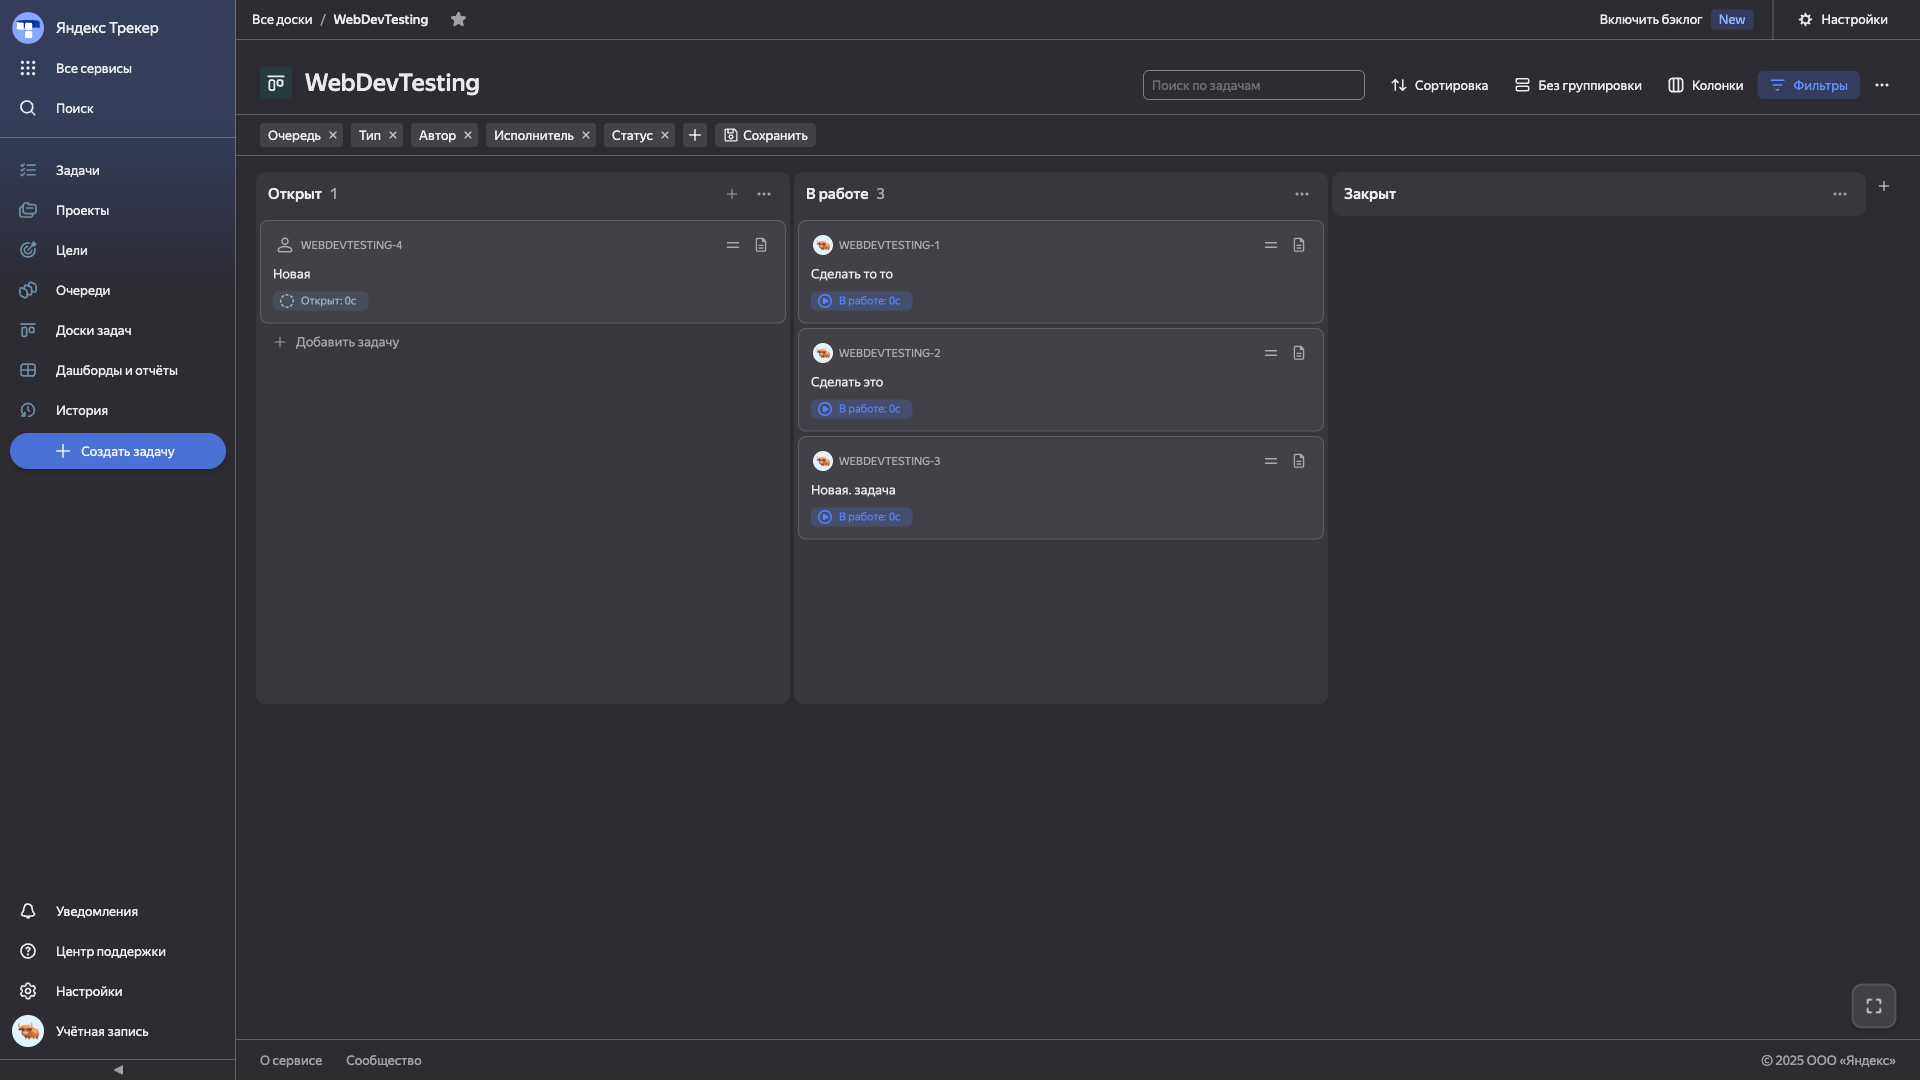 Яндекс Трекер
Все сервисы
Поиск
Задачи
Проекты
Цели
Очереди
Доски задач
Дашборды и отчёты
История
Создать задачу
Уведомления
Центр поддержки
Настройки
Учётная запись
Все доски / WebDevTesting
Включить бэклог New
Настройки
WebDevTesting
Поиск по задачам
Сортировка
Без группировки
Колонки
Фильтры
Очередь
Тип
Автор
Исполнитель
Статус
Сохранить
Открыт 1
WEBDEVTESTING-4
Новая
Открыт: 0с
Добавить задачу
В работе 3
WEBDEVTESTING-1
Сделать то то
В работе: 0с
WEBDEVTESTING-2
Сделать это
В работе: 0с
WEBDEVTESTING-3
Новая. задача
В работе: 0с
Закрыт
О сервисе
Сообщество
© 2025 ООО «Яндекс»